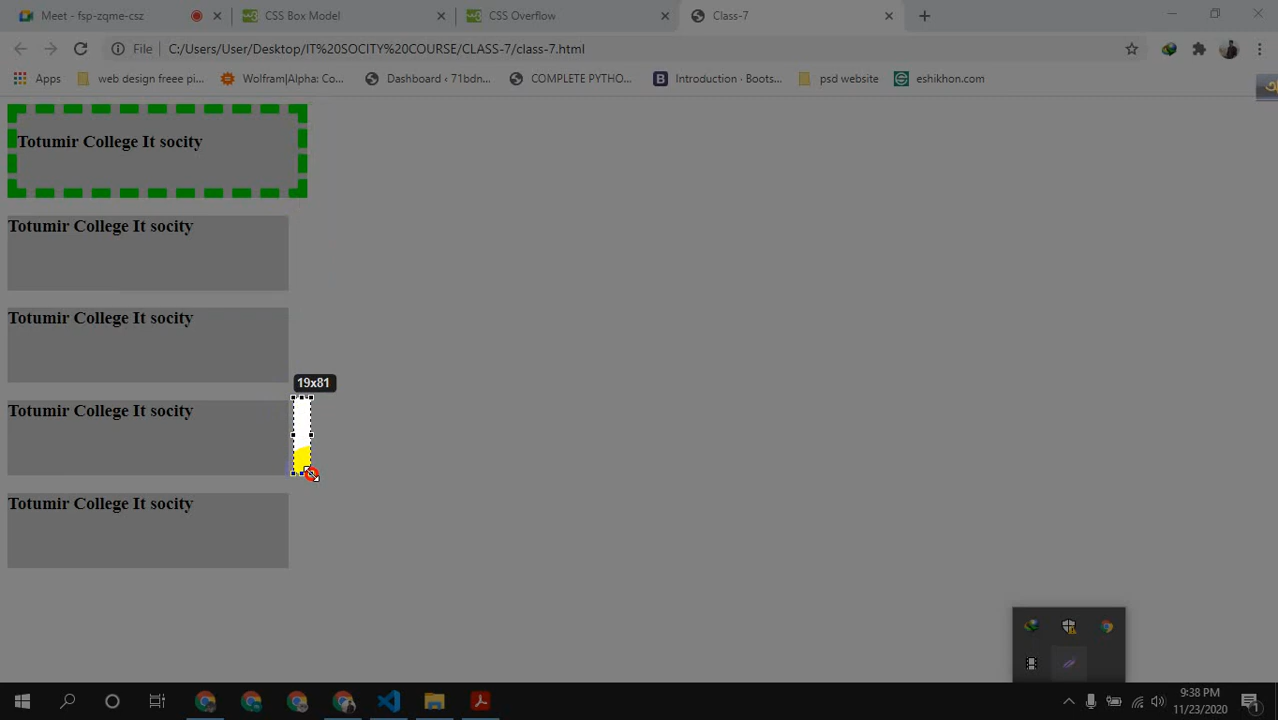 Meet - fsp-zqme-csz
CSS Box Model
CSS Overflow
Class-7
File
C:/Users/User/Desktop/IT%20SOCITY%20COURSE/CLASS-7/class-7.html
Apps
web design freee pi...
Wolfram|Alpha: Co...
Dashboard ‹ 71bdn...
COMPLETE PYTHO...
Introduction · Boots...
psd website
eshikhon.com
Totumir College It socity
Totumir College It socity
Totumir College It socity
19x81
Totumir College It socity
Totumir College It socity
9:38 PM
11/23/2020